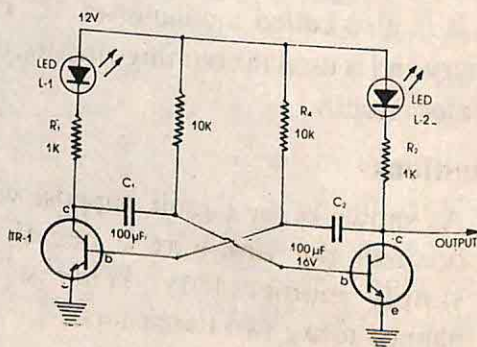 12V
LED
L-1
R₁
1K
10K
R₄
10K
LED
L-2
R₃
1K
C₁
100µF
C₂
100µF
16V
c
TR-1
b
b
c
e
OUTPUT